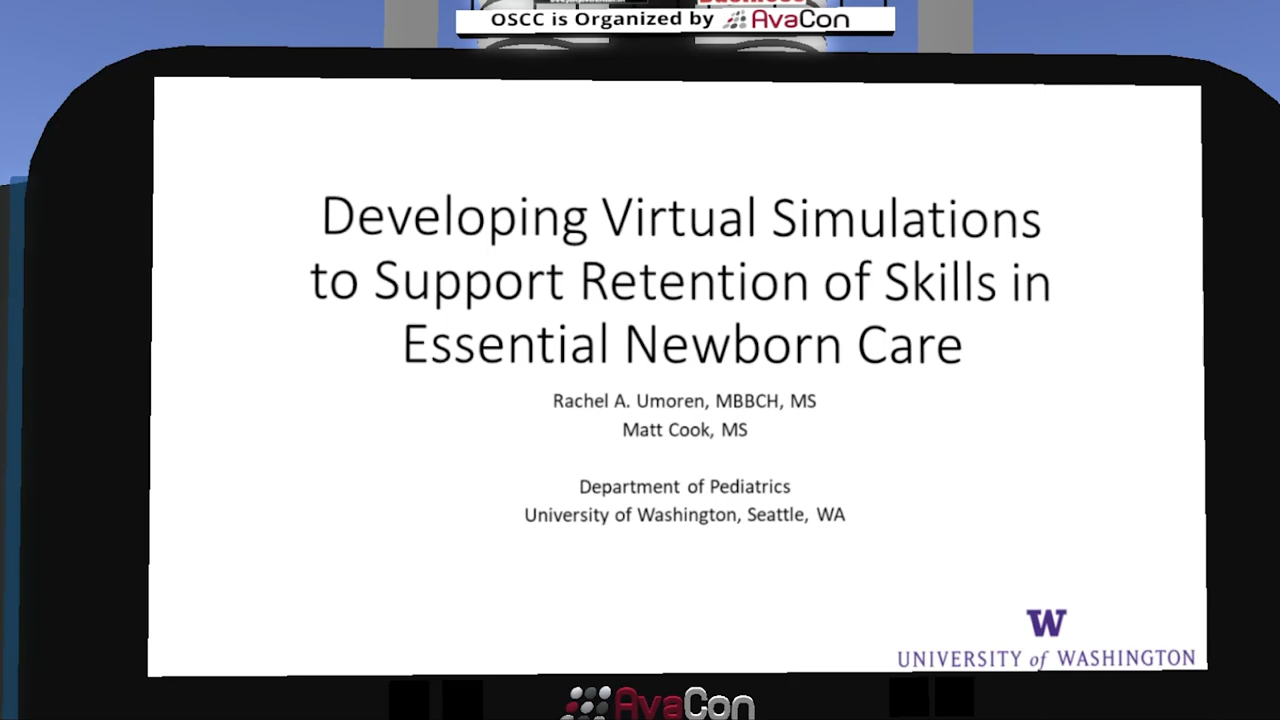 OSCC is Organized by AvaCon
Developing Virtual Simulations
to Support Retention of Skills in
Essential Newborn Care
Rachel A. Umoren, MBBCH, MS
Matt Cook, MS
Department of Pediatrics
University of Washington, Seattle, WA
W
UNIVERSITY of WASHINGTON
AvaCon